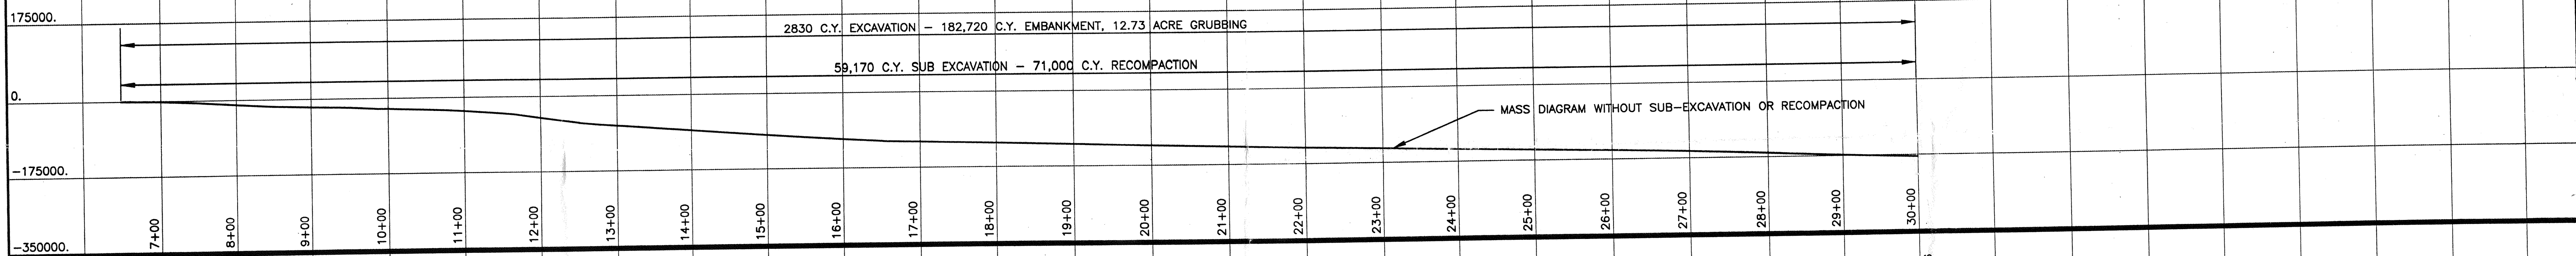 175000.
2830 C.Y. EXCAVATION – 182,720 C.Y. EMBANKMENT, 12.73 ACRE GRUBBING
59,170 C.Y. SUB EXCAVATION – 71,000 C.Y. RECOMPACTION
0.
MASS DIAGRAM WITHOUT SUB-EXCAVATION OR RECOMPACTION
-175000.
7+00 8+00 9+00 10+00 11+00 12+00 13+00 14+00 15+00 16+00 17+00 18+00 19+00 20+00 21+00 22+00 23+00 24+00 25+00 26+00 27+00 28+00 29+00 30+00
-350000.